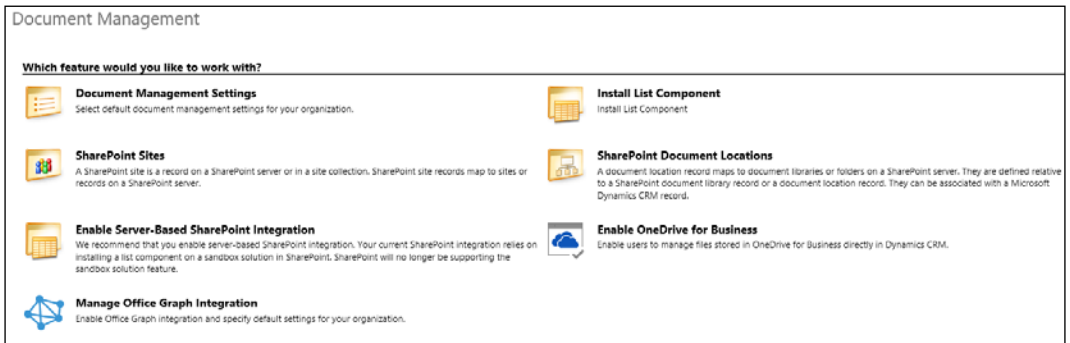 Document Management
Which feature would you like to work with?
Document Management Settings
Select default document management settings for your organization.
Install List Component
Install List Component
SharePoint Sites
A SharePoint site is a record on a SharePoint server or in a site collection. SharePoint site records map to sites or
records on a SharePoint server.
SharePoint Document Locations
A document location record maps to document libraries or folders on a SharePoint server. They are defined relative
to a SharePoint document library record or a document location record. They can be associated with a Microsoft
Dynamics CRM record.
Enable Server-Based SharePoint Integration
We recommend that you enable server-based SharePoint integration. Your current SharePoint integration relies on
installing a list component on a sandbox solution in SharePoint. SharePoint will no longer be supporting the
sandbox solution feature.
Enable OneDrive for Business
Enable users to manage files stored in OneDrive for Business directly in Dynamics CRM.
Manage Office Graph Integration
Enable Office Graph integration and specify default settings for your organization.